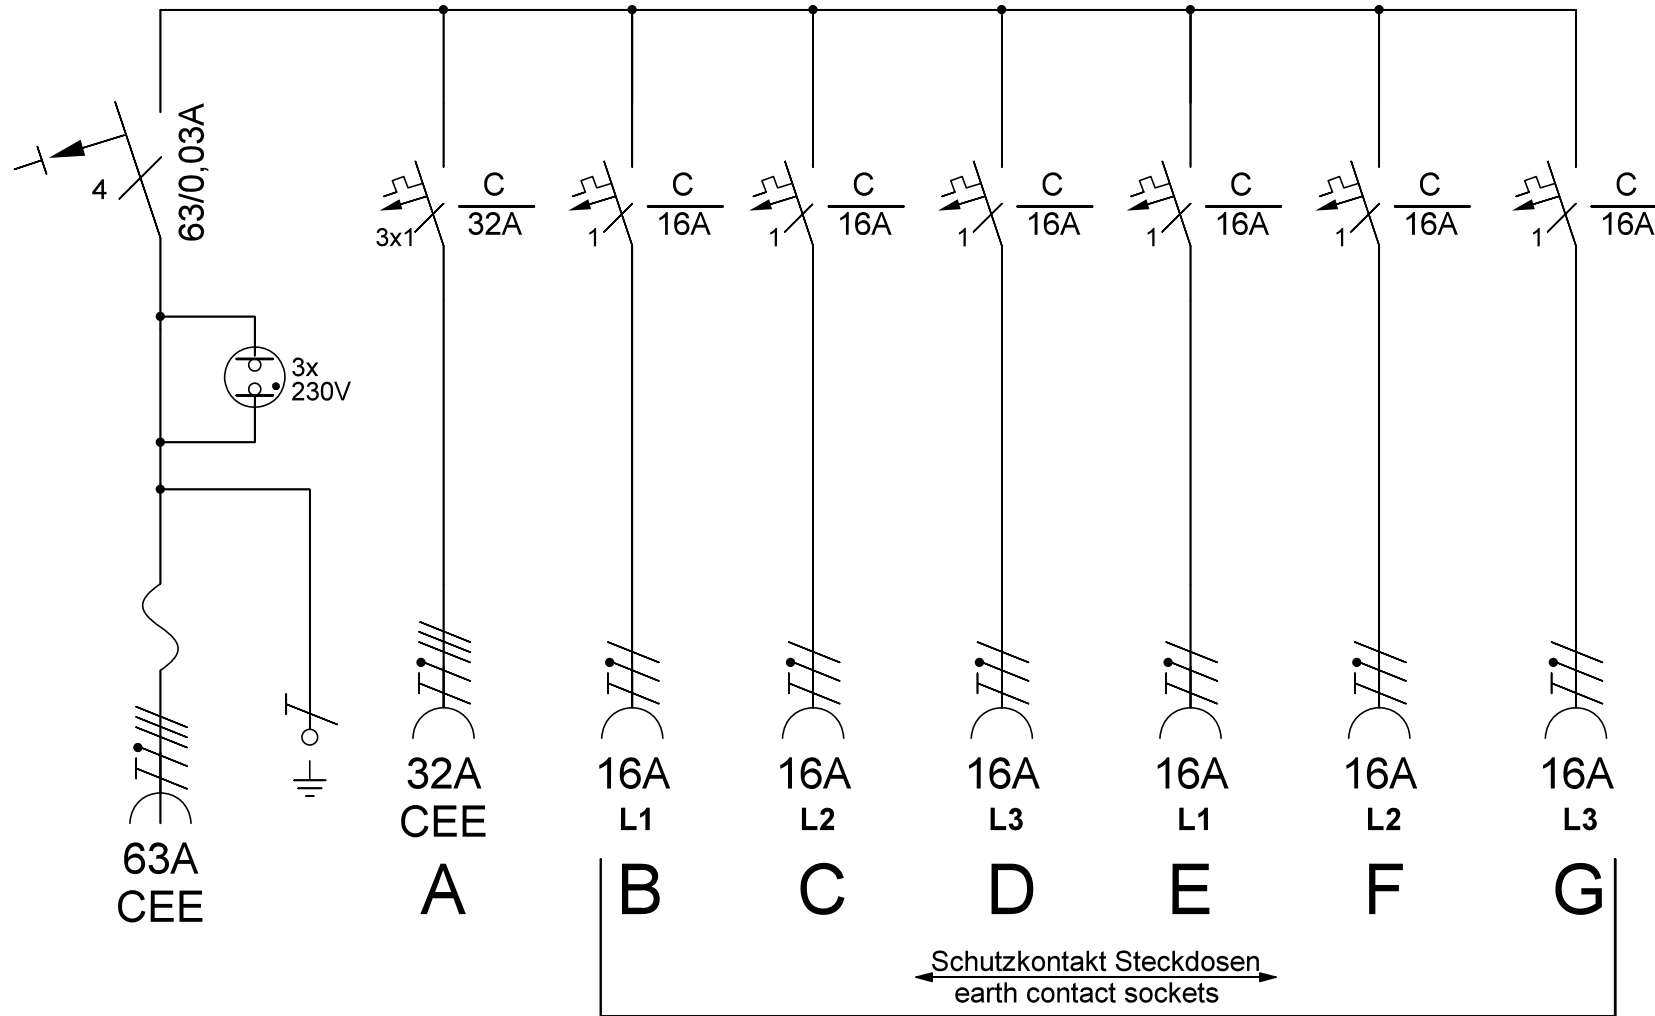 63/0,03A
4
C
32A
3x1
C
16A
1
C
16A
1
C
16A
1
C
16A
1
C
16A
1
C
16A
1
3x
230V
63A
CEE
32A
CEE
A
16A
L1
B
16A
L2
C
16A
L3
D
16A
L1
E
16A
L2
F
16A
L3
G
Schutzkontakt Steckdosen
earth contact sockets